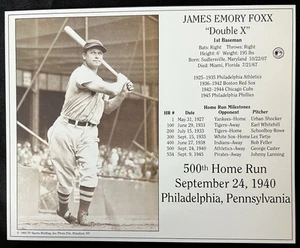 JAMES EMORY FOXX
"Double X"
1st Baseman
Bats: Right Throws: Right
Height: 6' Weight: 195 lbs
Born: Sudlersville, Maryland 10/22/07
Died: Miami, Florida 7/21/67
1925-1935 Philadelphia Athletics
1936-1942 Boston Red Sox
1942-1944 Chicago Cubs
1945 Philadelphia Phillies
Home Run Milestones
HR # Date Opponent Pitcher
1 May 31, 1927 Yankees-Home Urban Shocker
100 June 29, 1931 Tigers-Away Earl Whitehill
200 July 15, 1933 Tigers-Home Schoolboy Rowe
300 Sept. 15, 1935 White Sox-Home Les Tietje
400 June 27, 1938 Indians-Away Bob Feller
500 Sept. 24, 1940 Athletics-Away George Caster
534 Sept. 9, 1945 Pirates-Away Johnny Lanning
500th Home Run
September 24, 1940
Philadelphia, Pennsylvania